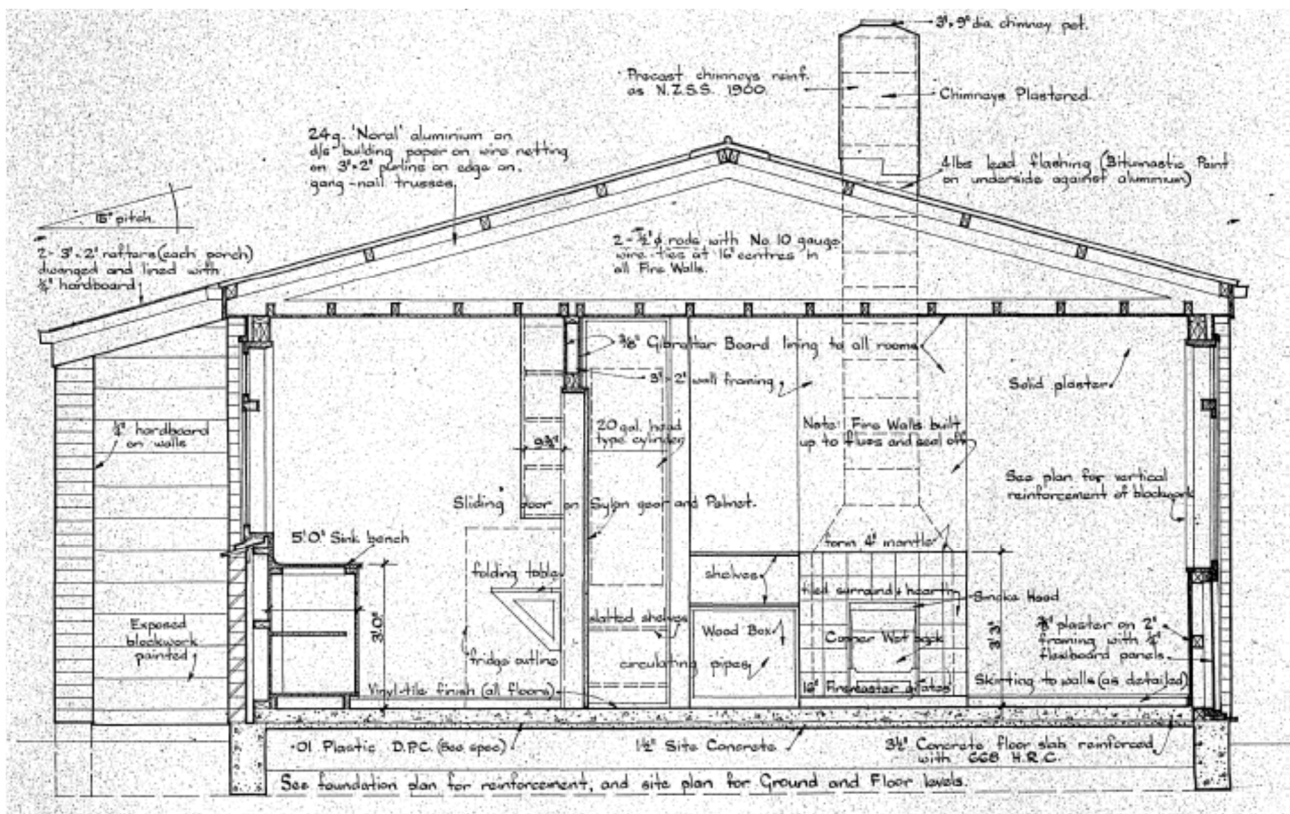 3"×9" dia. chimney pot.
Precast chimneys reinf.
as N.Z.S.S. 1900.
Chimneys Plastered.
24g. 'Noral' aluminium on
d/s building paper on wire netting
on 3"×2" purline on edge on,
gang-nail trusses.
4lbs lead flashing (Bitumastic Paint
on underside against aluminium)
15° pitch.
2- 3"×2" rafters (each porch)
dwanged and lined with
¼" hardboard
2-½"φ rods with No. 10 gauge
wire-ties at 16" centres in
all Fire Walls.
⅜" Gibraltar Board lining to all rooms
3"×2" wall framing
Solid plaster
¼" hardboard
on walls
9¾"
20 gal. head
type cylinder
Note: Fire Walls built
up to flues and seal off.
See plan for vertical
reinforcement of blockwork
Sliding door on Sylon gear and Pelmet.
5'.0" Sink bench
form 4" mantle
folding table
shelves
tiled surround & hearth
Smoke Hood
3'.0"
slatted shelves
Wood Box
Copper Wet back
3'.3"
⅜" plaster on 2"
framing with ¼"
flexboard panels
Exposed
blockwork
painted
fridge outline
circulating pipes
Vinyl-tile finish (all floors)
16" Firemaster grates
Skirting to walls (as detailed)
·01 Plastic D.P.C. (See spec)
1½" Site Concrete
3½" Concrete floor slab reinforced
with 668 H.R.C.
See foundation plan for reinforcement, and site plan for Ground and Floor levels.